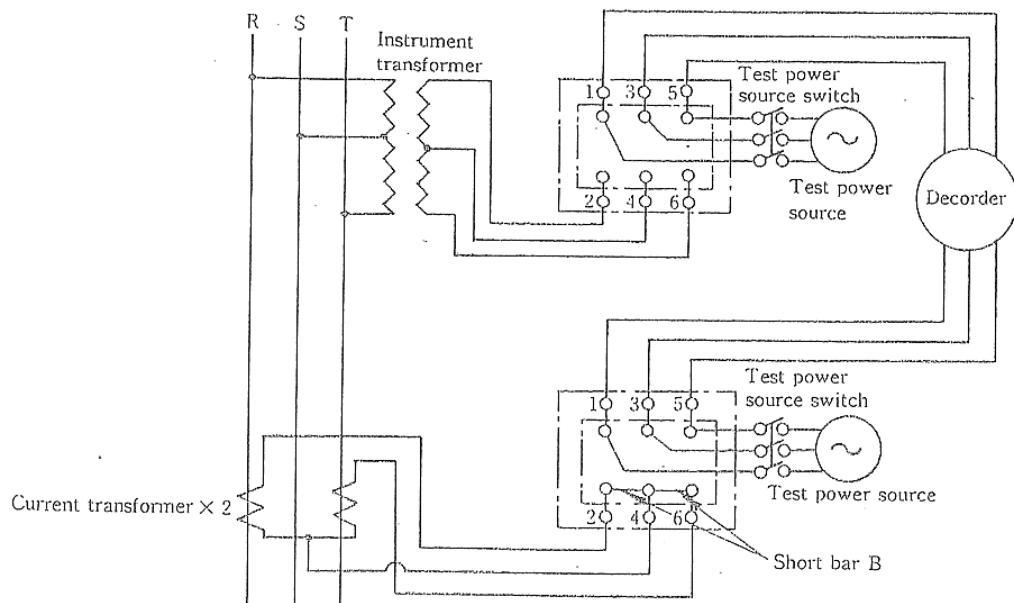 R S T
Instrument
transformer
1 3 5
2 4 6
Test power
source switch
Test power
source
Decorder
1 3 5
2 4 6
Test power
source switch
Test power source
Current transformer × 2
Short bar B